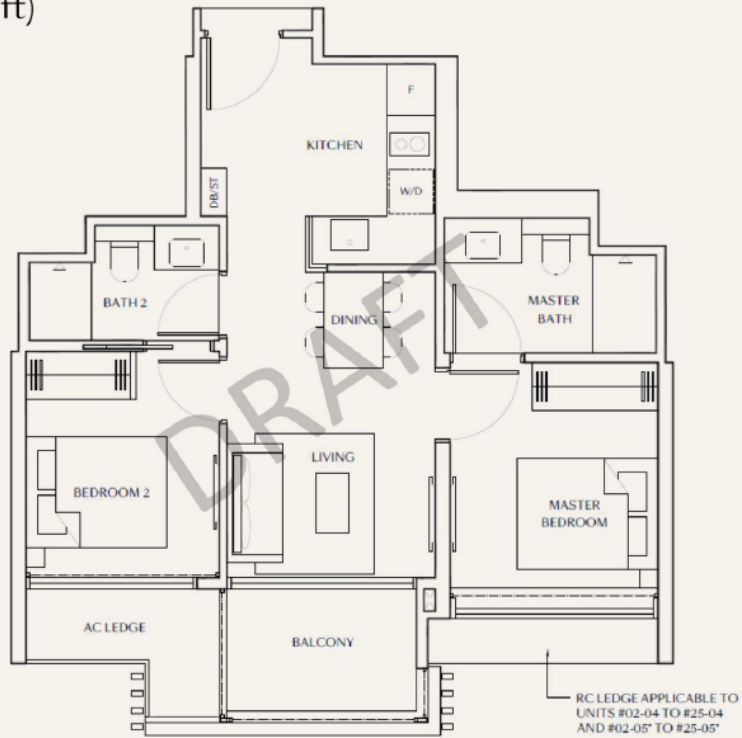 ft)
F
KITCHEN
DB/ST
W/D
BATH 2
DINING
MASTER
BATH
DRAFT
LIVING
BEDROOM 2
MASTER
BEDROOM
AC LEDGE
BALCONY
RC LEDGE APPLICABLE TO
UNITS #02-04 TO #25-04
AND #02-05* TO #25-05*